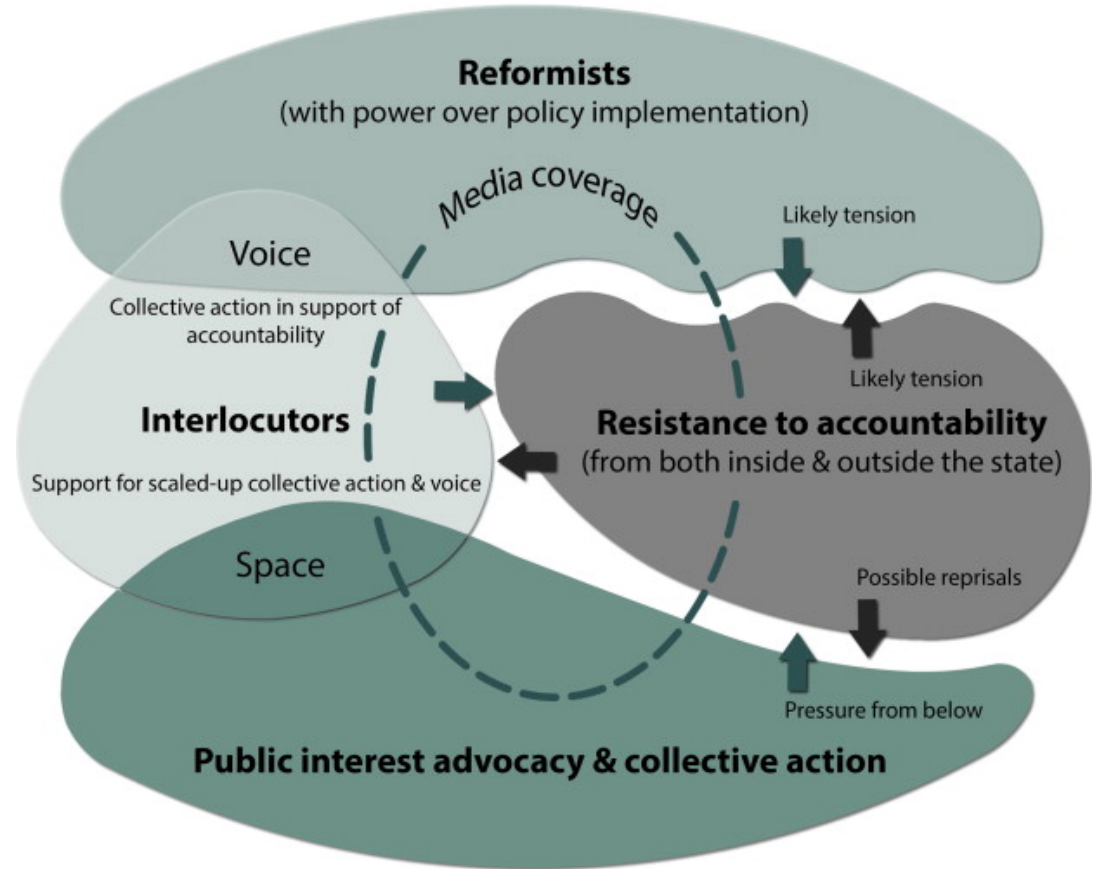 Reformists
(with power over policy implementation)
Media coverage
Likely tension
Voice
Collective action in support of
accountability
Likely tension
Interlocutors
Resistance to accountability
(from both inside & outside the state)
Support for scaled-up collective action & voice
Space
Possible reprisals
Pressure from below
Public interest advocacy & collective action